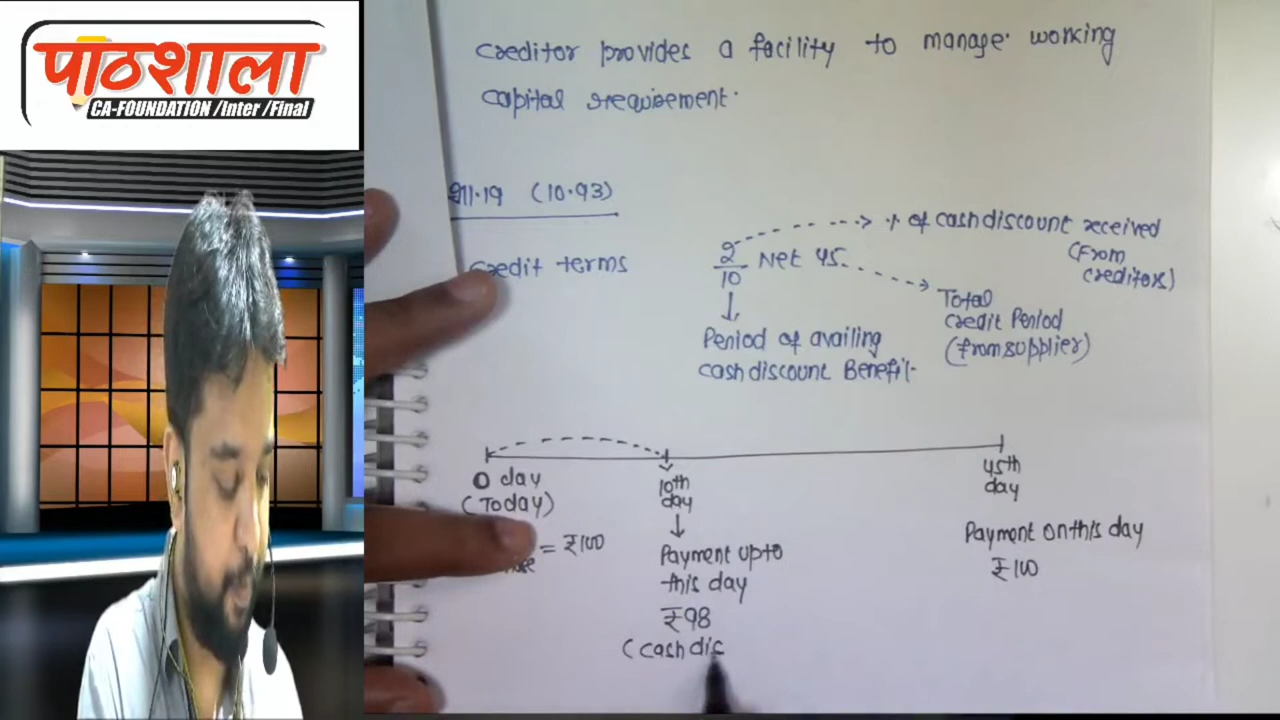 पाठशाला
CA-FOUNDATION /Inter /Final
creditor provides a facility to manage working
capital requirement.
ण।.19 (10.93)
credit terms
2/10 Net 45
% of cash discount received
(From
creditors)
Total
credit Period
(from supplier)
Period of availing
cash discount Benefit
0 day
(Today)
10th
day
45th
day
= ₹100
Payment upto
this day
₹98
(cash dis
Payment on this day
₹100